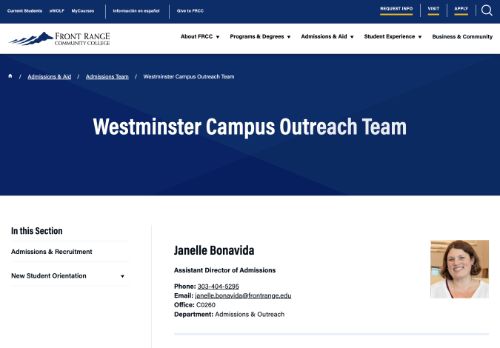 Current Students eWOLF MyCourses Información en español Give to FRCC REQUEST INFO VISIT APPLY
FRONT RANGE
COMMUNITY COLLEGE
About FRCC Programs & Degrees Admissions & Aid Student Experience Business & Community
/ Admissions & Aid / Admissions Team / Westminster Campus Outreach Team
Westminster Campus Outreach Team
In this Section
Admissions & Recruitment
New Student Orientation
Janelle Bonavida
Assistant Director of Admissions
Phone: 303-404-5295
Email: janelle.bonavida@frontrange.edu
Office: C0260
Department: Admissions & Outreach